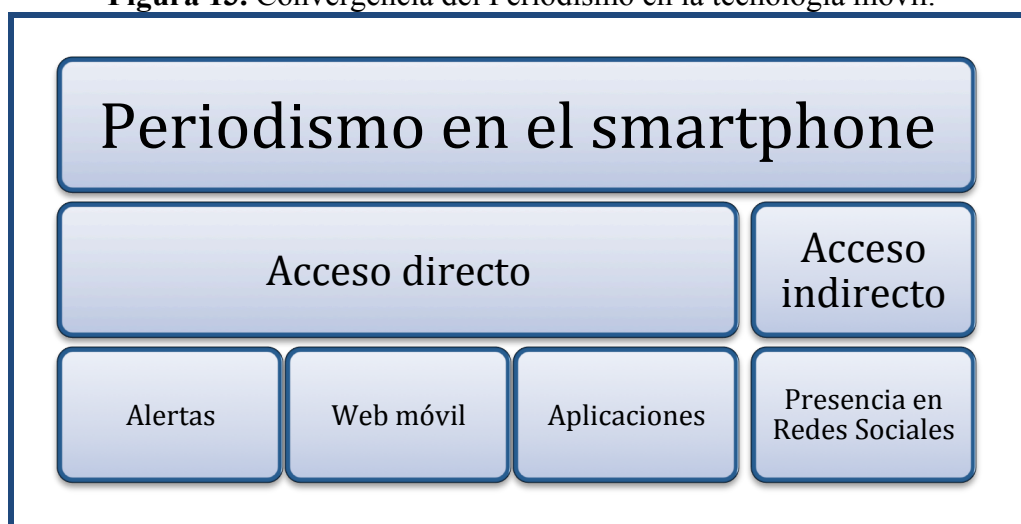 Figura 15: Convergencia del Periodismo en la tecnología móvil.
Periodismo en el smartphone
Acceso directo
Acceso
indirecto
Alertas
Web móvil
Aplicaciones
Presencia en
Redes Sociales